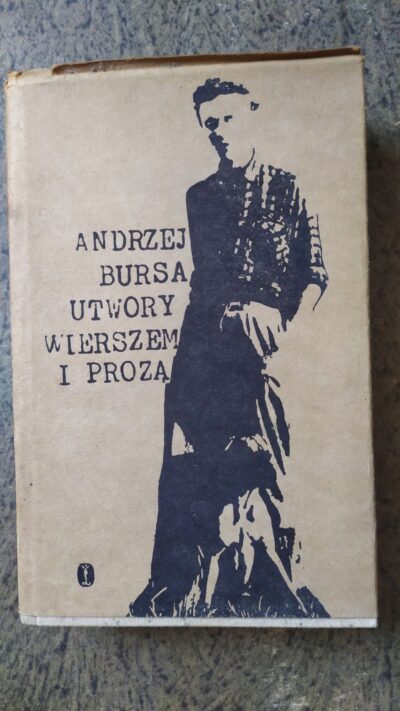 ANDRZEJ
BURSA
UTWORY
WIERSZEM
I PROZĄ